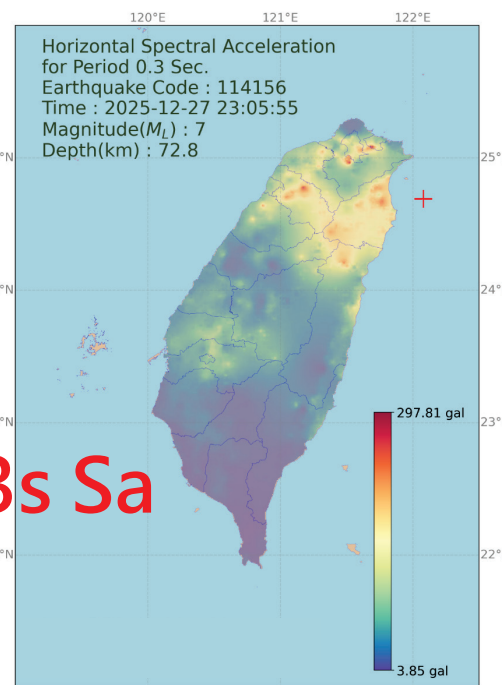 120°E 121°E 122°E
Horizontal Spectral Acceleration
for Period 0.3 Sec.
Earthquake Code : 114156
Time : 2025-12-27 23:05:55
Magnitude(M_L) : 7
Depth(km) : 72.8
°N 25°
°N 24°
297.81 gal
°N 23°
3s Sa
°N 22°
3.85 gal